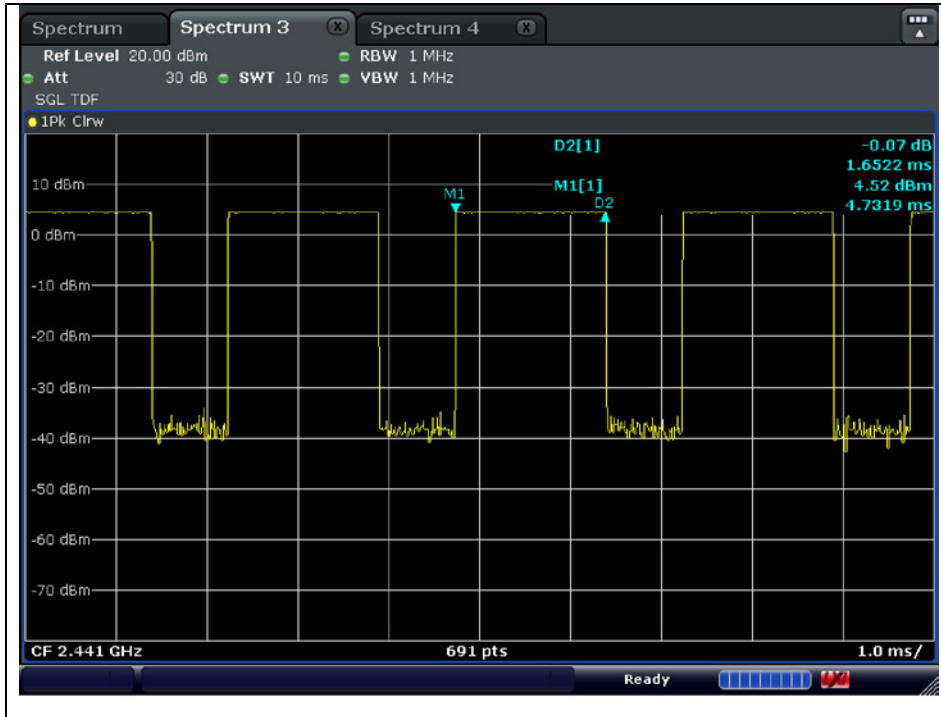 Spectrum Spectrum 3 X Spectrum 4 X
Ref Level 20.00 dBm RBW 1 MHz
Att 30 dB SWT 10 ms VBW 1 MHz
SGL TDF
1Pk Clrw
D2[1] -0.07 dB
1.6522 ms
10 dBm M1 M1[1] 4.52 dBm
D2 4.7319 ms
0 dBm
-10 dBm
-20 dBm
-30 dBm
-40 dBm
-50 dBm
-60 dBm
-70 dBm
CF 2.441 GHz 691 pts 1.0 ms/
Ready